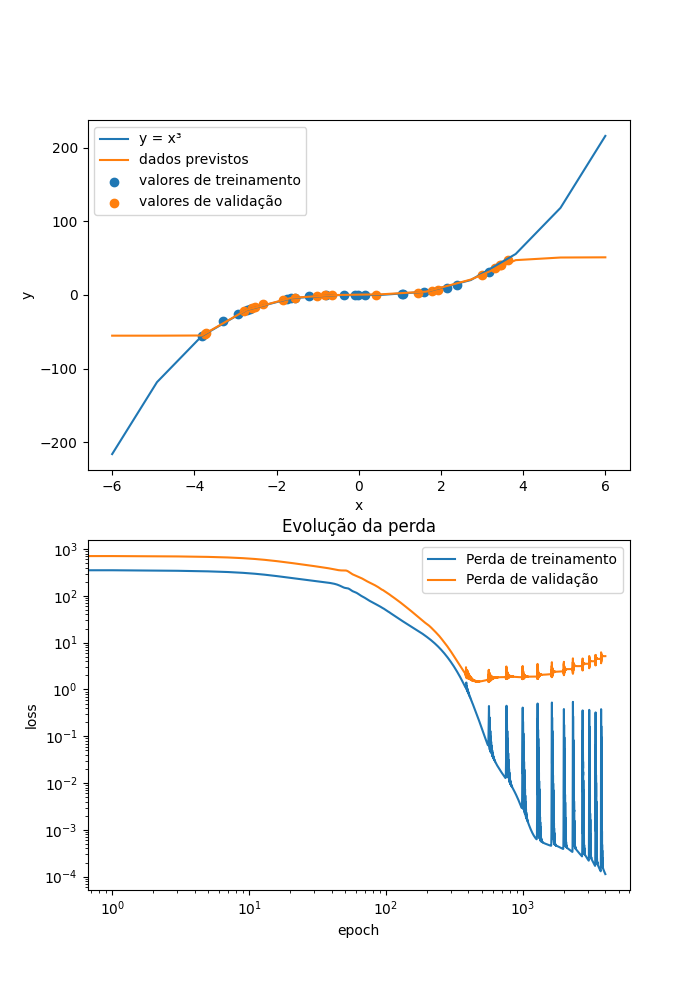 y = x³
dados previstos
valores de treinamento
valores de validação
200
100
0
−100
−200
y
−6 −4 −2 0 2 4 6
x
Evolução da perda
Perda de treinamento
Perda de validação
10³
10²
10¹
10⁰
10⁻¹
10⁻²
10⁻³
10⁻⁴
loss
10⁰ 10¹ 10² 10³
epoch